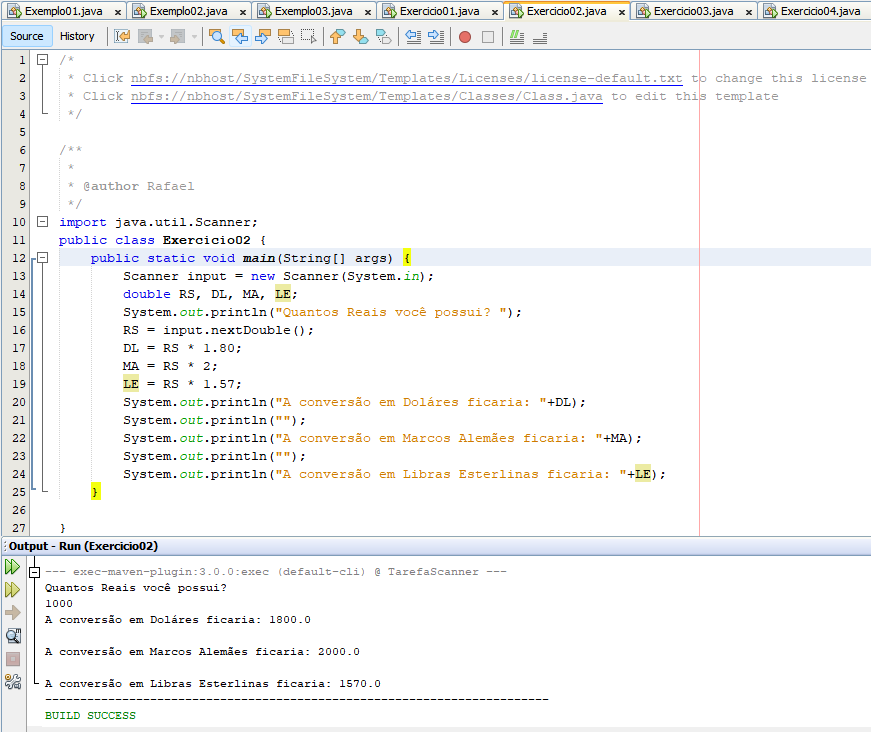 Exemplo01.java × Exemplo02.java × Exemplo03.java × Exercicio01.java × Exercicio02.java × Exercicio03.java × Exercicio04.java
Source History
1 /*
2 * Click nbfs://nbhost/SystemFileSystem/Templates/Licenses/license-default.txt to change this license
3 * Click nbfs://nbhost/SystemFileSystem/Templates/Classes/Class.java to edit this template
4 */
5
6 /**
7 *
8 * @author Rafael
9 */
10 import java.util.Scanner;
11 public class Exercicio02 {
12 public static void main(String[] args) {
13 Scanner input = new Scanner(System.in);
14 double RS, DL, MA, LE;
15 System.out.println("Quantos Reais você possui? ");
16 RS = input.nextDouble();
17 DL = RS * 1.80;
18 MA = RS * 2;
19 LE = RS * 1.57;
20 System.out.println("A conversão em Doláres ficaria: "+DL);
21 System.out.println("");
22 System.out.println("A conversão em Marcos Alemães ficaria: "+MA);
23 System.out.println("");
24 System.out.println("A conversão em Libras Esterlinas ficaria: "+LE);
25 }
26
27 }
Output - Run (Exercicio02)
--- exec-maven-plugin:3.0.0:exec (default-cli) @ TarefaScanner ---
Quantos Reais você possui?
1000
A conversão em Doláres ficaria: 1800.0
A conversão em Marcos Alemães ficaria: 2000.0
A conversão em Libras Esterlinas ficaria: 1570.0
------------------------------------------------------------------------
BUILD SUCCESS